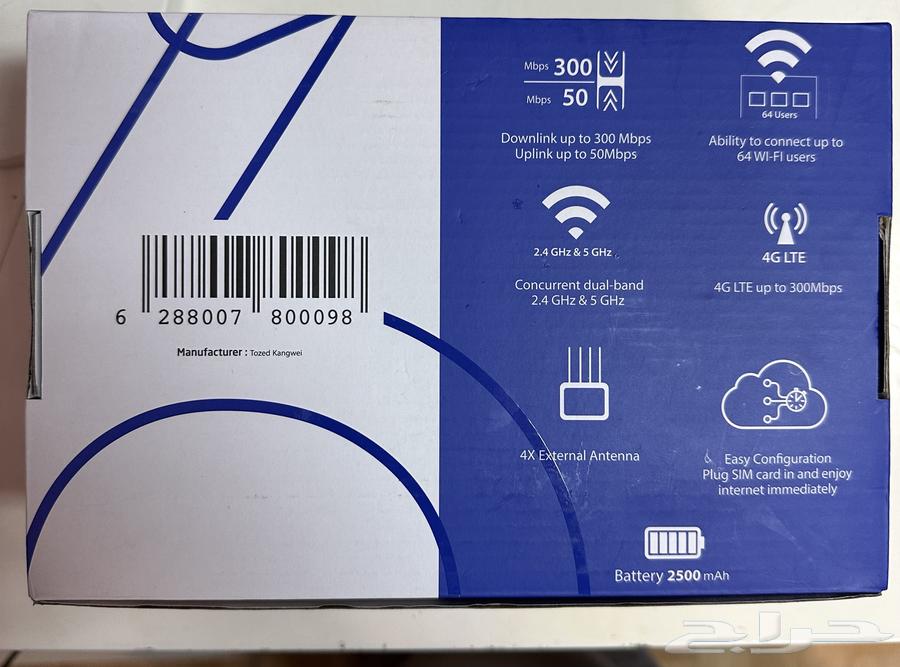 6 288007 800098
Manufacturer : Tozed Kangwei
Mbps 300
Mbps 50
Downlink up to 300 Mbps
Uplink up to 50Mbps
64 Users
Ability to connect up to
64 WI-FI users
2.4 GHz & 5 GHz
Concurrent dual-band
2.4 GHz & 5 GHz
4G LTE
4G LTE up to 300Mbps
4X External Antenna
Easy Configuration
Plug SIM card in and enjoy
internet immediately
Battery 2500 mAh
حراج